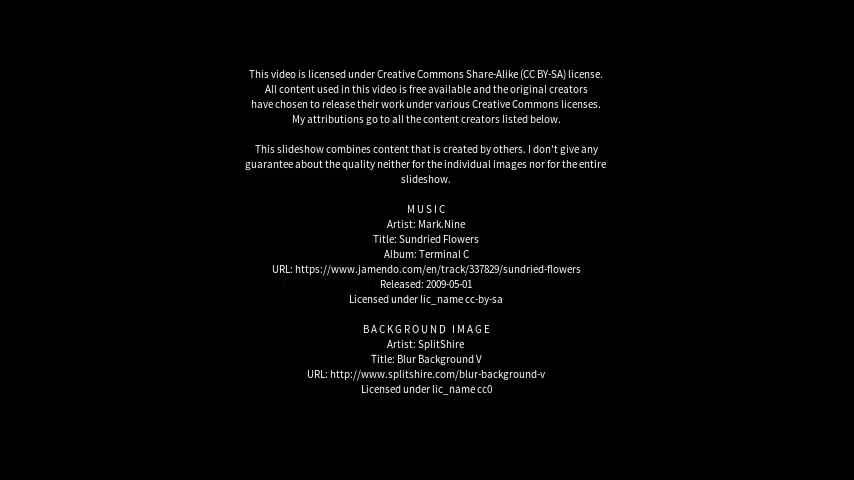 This video is licensed under Creative Commons Share-Alike (CC BY-SA) license.
All content used in this video is free available and the original creators
have chosen to release their work under various Creative Commons licenses.
My attributions go to all the content creators listed below.
This slideshow combines content that is created by others. I don't give any
guarantee about the quality neither for the individual images nor for the entire
slideshow.
MUSIC
Artist: Mark.Nine
Title: Sundried Flowers
Album: Terminal C
URL: https://www.jamendo.com/en/track/337829/sundried-flowers
Released: 2009-05-01
Licensed under lic_name cc-by-sa
BACKGROUND IMAGE
Artist: SplitShire
Title: Blur Background V
URL: http://www.splitshire.com/blur-background-v
Licensed under lic_name cc0